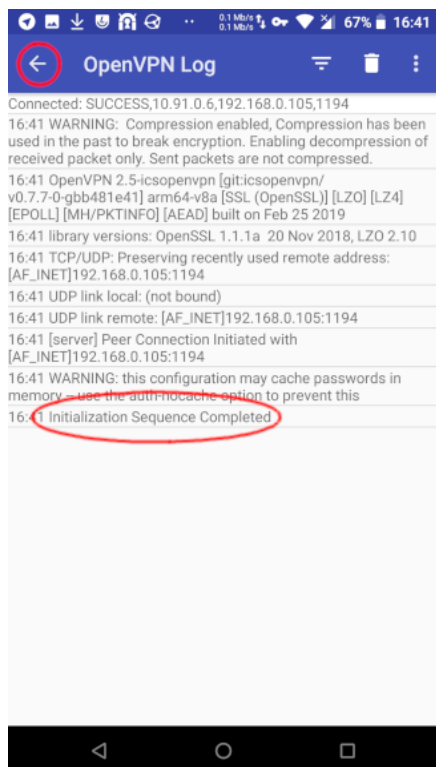 0.1 Mb/s
0.1 Mb/s
67%
16:41
OpenVPN Log
Connected: SUCCESS,10.91.0.6,192.168.0.105,1194
16:41 WARNING: Compression enabled, Compression has been
used in the past to break encryption. Enabling decompression of
received packet only. Sent packets are not compressed.
16:41 OpenVPN 2.5-icsopenvpn [git:icsopenvpn/
v0.7.7-0-gbb481e41] arm64-v8a [SSL (OpenSSL)] [LZO] [LZ4]
[EPOLL] [MH/PKTINFO] [AEAD] built on Feb 25 2019
16:41 library versions: OpenSSL 1.1.1a 20 Nov 2018, LZO 2.10
16:41 TCP/UDP: Preserving recently used remote address:
[AF_INET]192.168.0.105:1194
16:41 UDP link local: (not bound)
16:41 UDP link remote: [AF_INET]192.168.0.105:1194
16:41 [server] Peer Connection Initiated with
[AF_INET]192.168.0.105:1194
16:41 WARNING: this configuration may cache passwords in
memory -- use the auth-nocache option to prevent this
16:41 Initialization Sequence Completed